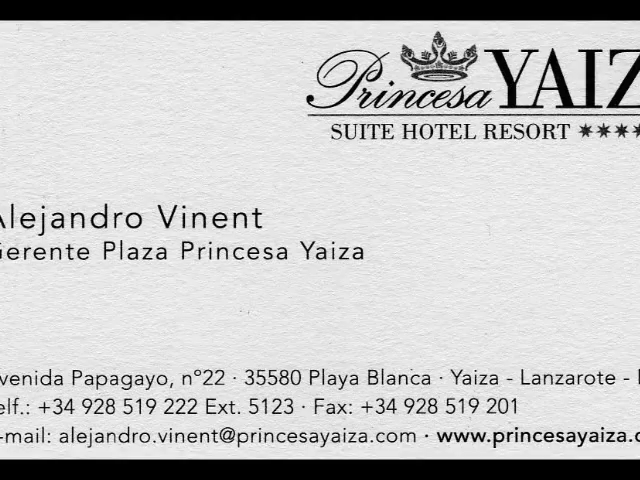 Princesa YAIZ
SUITE HOTEL RESORT ★★★★
Alejandro Vinent
Gerente Plaza Princesa Yaiza
venida Papagayo, nº22 · 35580 Playa Blanca · Yaiza - Lanzarote -
elf.: +34 928 519 222 Ext. 5123 · Fax: +34 928 519 201
-mail: alejandro.vinent@princesayaiza.com · www.princesayaiza.c